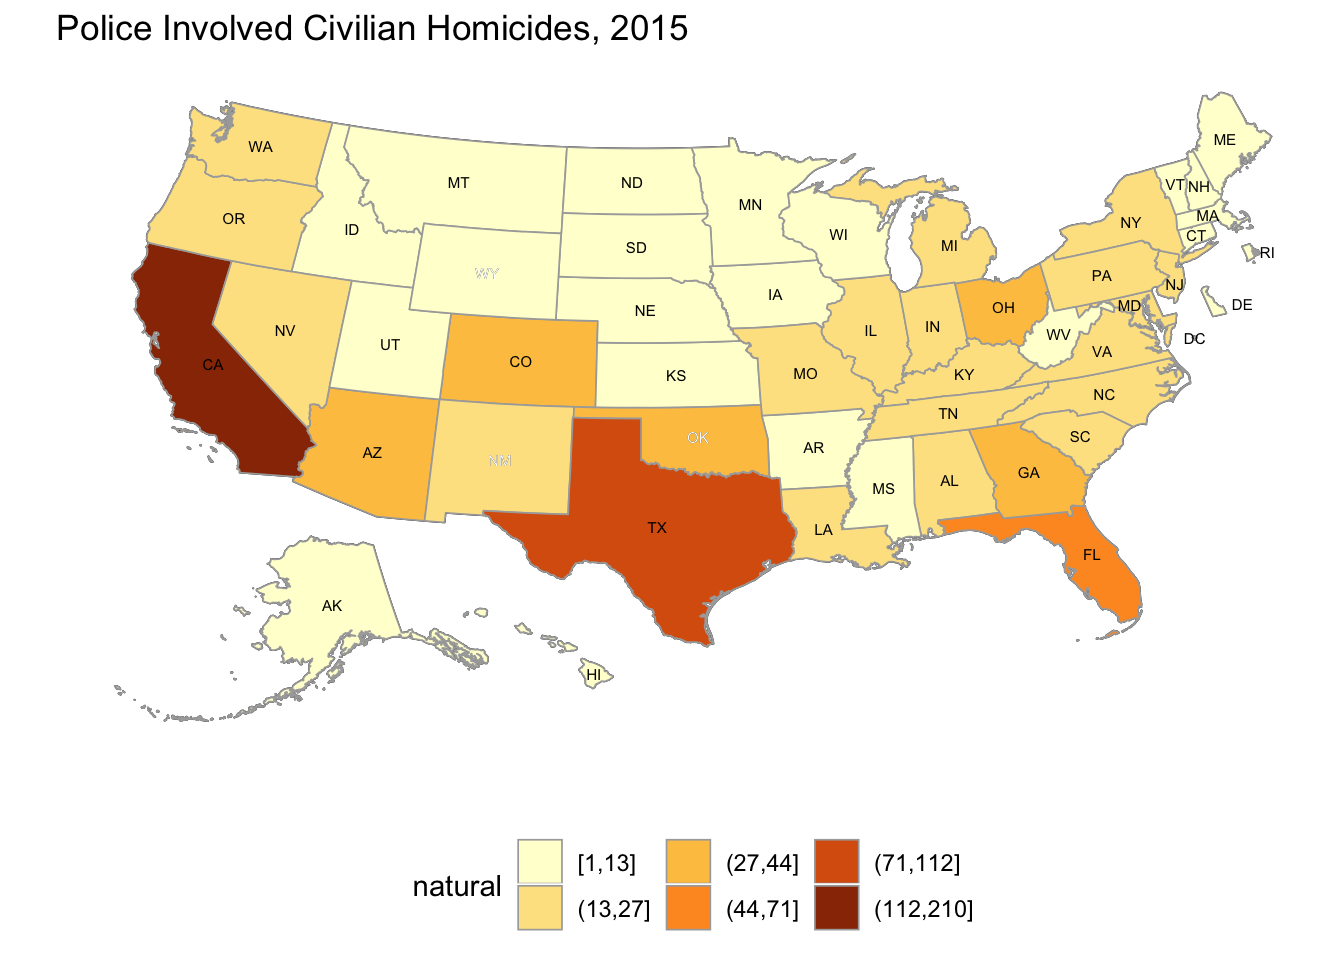 Police Involved Civilian Homicides, 2015
WA
ME
MT
ND
VT
NH
OR
MN
MA
NY
ID
WI
CT
SD
MI
RI
WY
PA
NJ
IA
DE
NE
OH
MD
NV
IL
IN
WV
DC
UT
VA
CO
CA
KS
MO
KY
NC
TN
OK
SC
AZ
AR
NM
GA
MS
AL
TX
LA
FL
AK
HI
natural
[1,13]
(27,44]
(71,112]
(13,27]
(44,71]
(112,210]